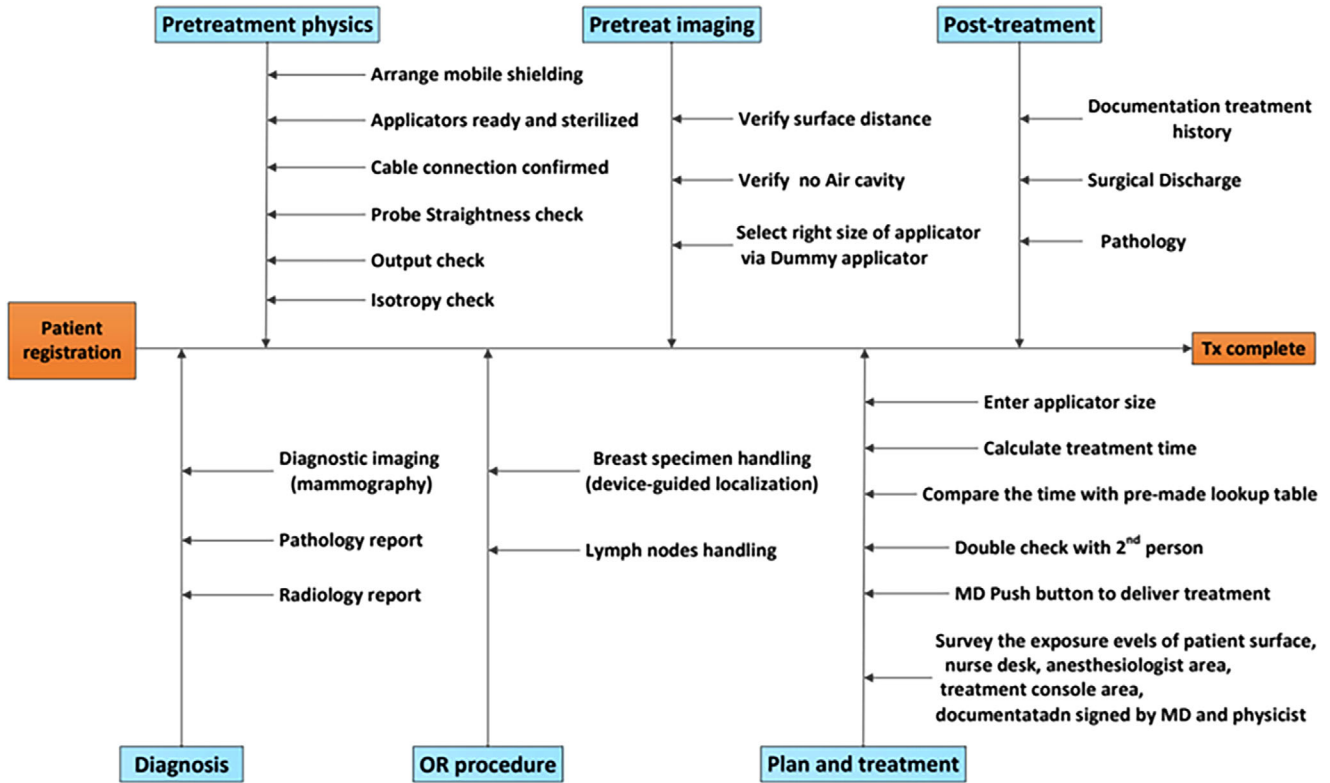 Pretreatment physics
Pretreat imaging
Post-treatment
Arrange mobile shielding
Applicators ready and sterilized
Cable connection confirmed
Probe Straightness check
Output check
Isotropy check
Verify surface distance
Verify no Air cavity
Select right size of applicator
via Dummy applicator
Documentation treatment
history
Surgical Discharge
Pathology
Patient
registration
Tx complete
Diagnostic imaging
(mammography)
Pathology report
Radiology report
Breast specimen handling
(device-guided localization)
Lymph nodes handling
Enter applicator size
Calculate treatment time
Compare the time with pre-made lookup table
Double check with 2nd person
MD Push button to deliver treatment
Survey the exposure evels of patient surface,
nurse desk, anesthesiologist area,
treatment console area,
documentatadn signed by MD and physicist
Diagnosis
OR procedure
Plan and treatment